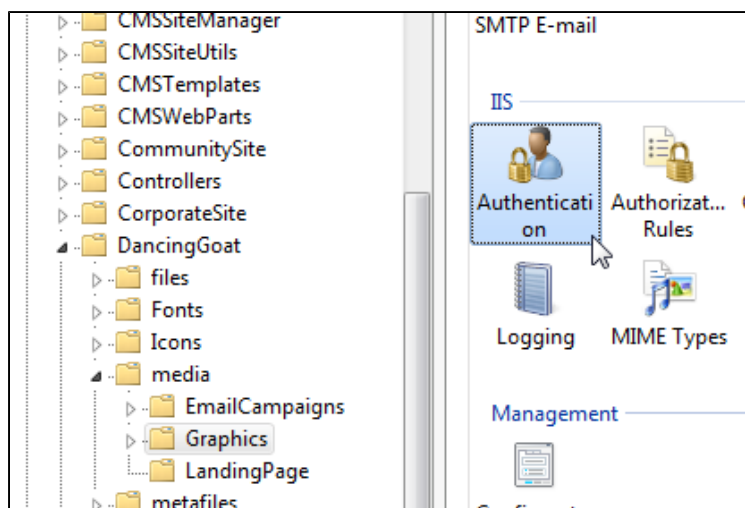 CMSSiteManager
CMSSiteUtils
CMSTemplates
CMSWebParts
CommunitySite
Controllers
CorporateSite
DancingGoat
files
Fonts
Icons
media
EmailCampaigns
Graphics
LandingPage
metafiles
SMTP E-mail
IIS
Authenticati
on
Authorizat...
Rules
Logging
MIME Types
Management